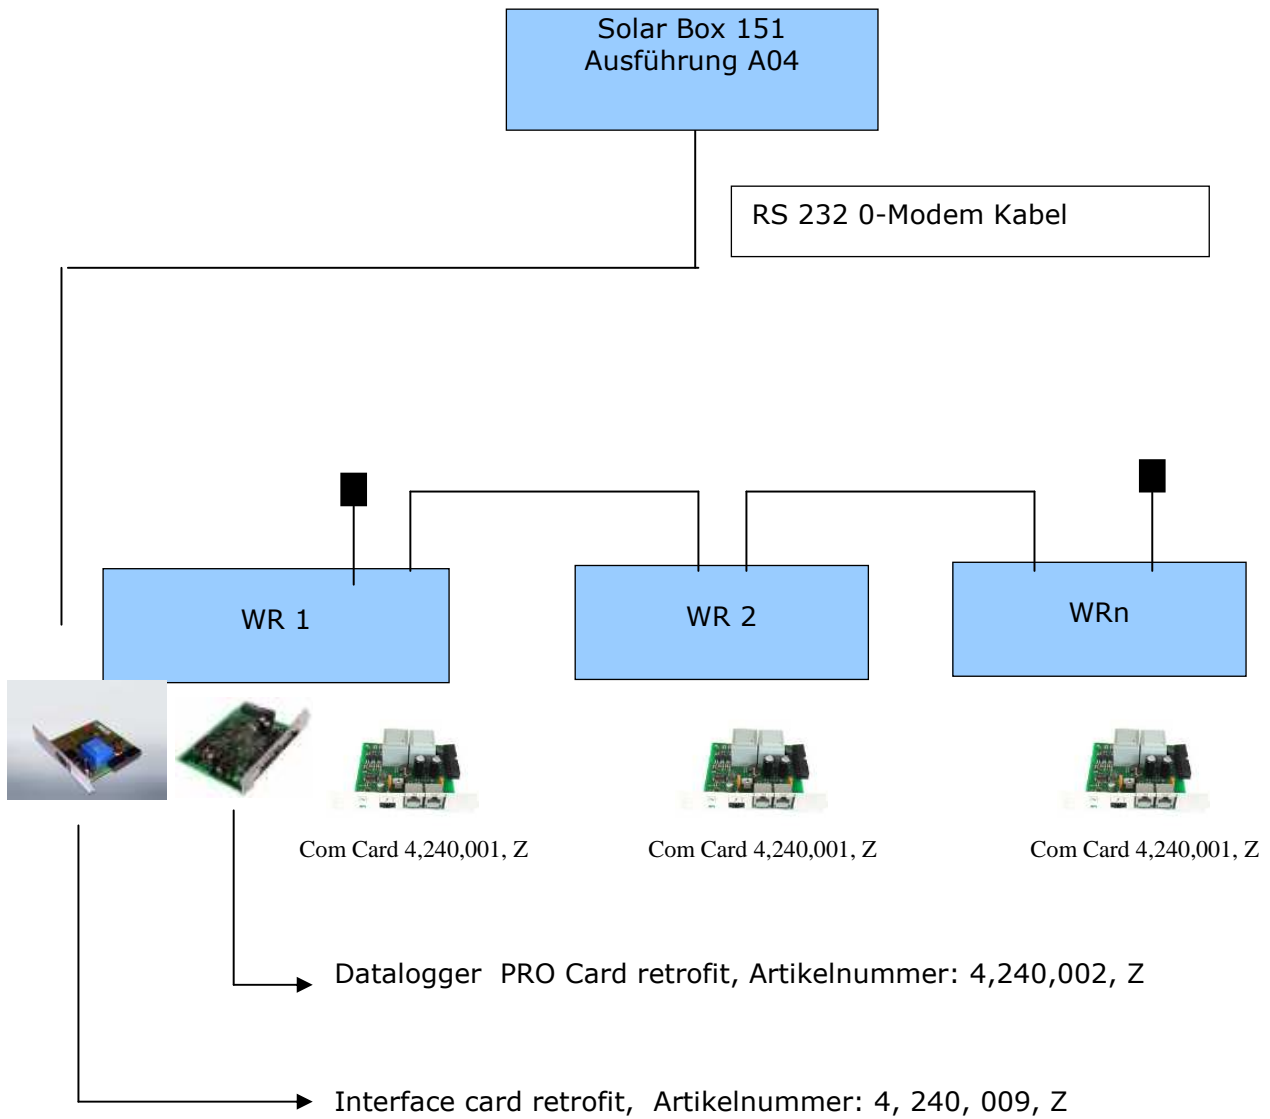 Solar Box 151
Ausführung A04
RS 232 0-Modem Kabel
WR 1
WR 2
WRn
Com Card 4,240,001, Z
Com Card 4,240,001, Z
Com Card 4,240,001, Z
Datalogger PRO Card retrofit, Artikelnummer: 4,240,002, Z
Interface card retrofit, Artikelnummer: 4, 240, 009, Z